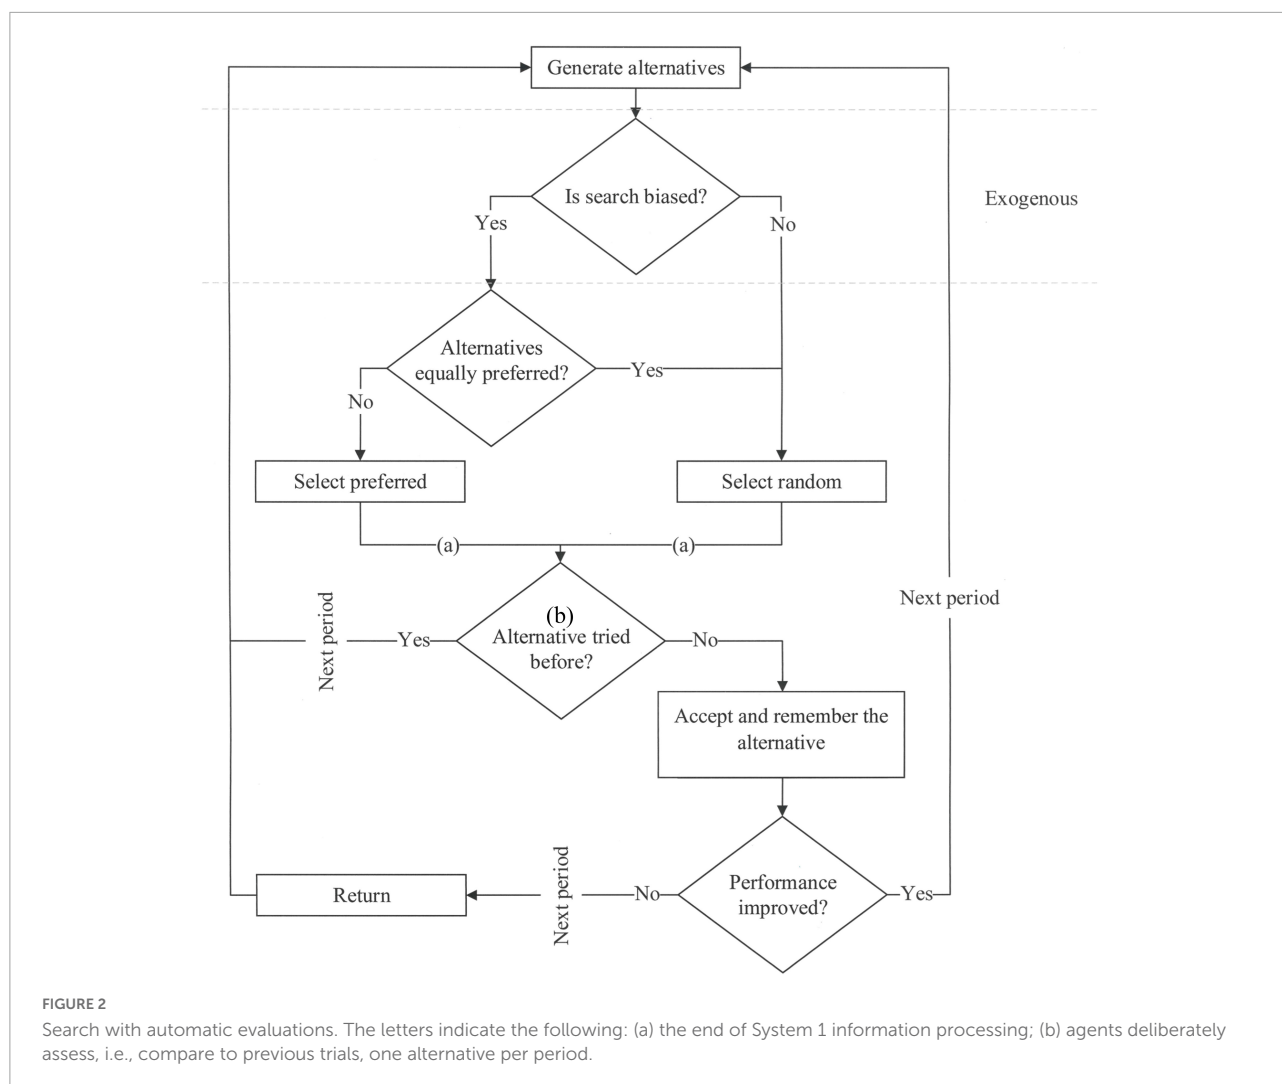 Generate alternatives
Is search biased?
Exogenous
Yes
No
Alternatives
equally preferred?
Yes
No
Select preferred
Select random
(a)
(a)
Next period
(b)
Alternative tried
before?
Yes
No
Next period
Accept and remember the
alternative
Performance
improved?
Yes
No
Next period
Return
FIGURE 2
Search with automatic evaluations. The letters indicate the following: (a) the end of System 1 information processing; (b) agents deliberately
assess, i.e., compare to previous trials, one alternative per period.